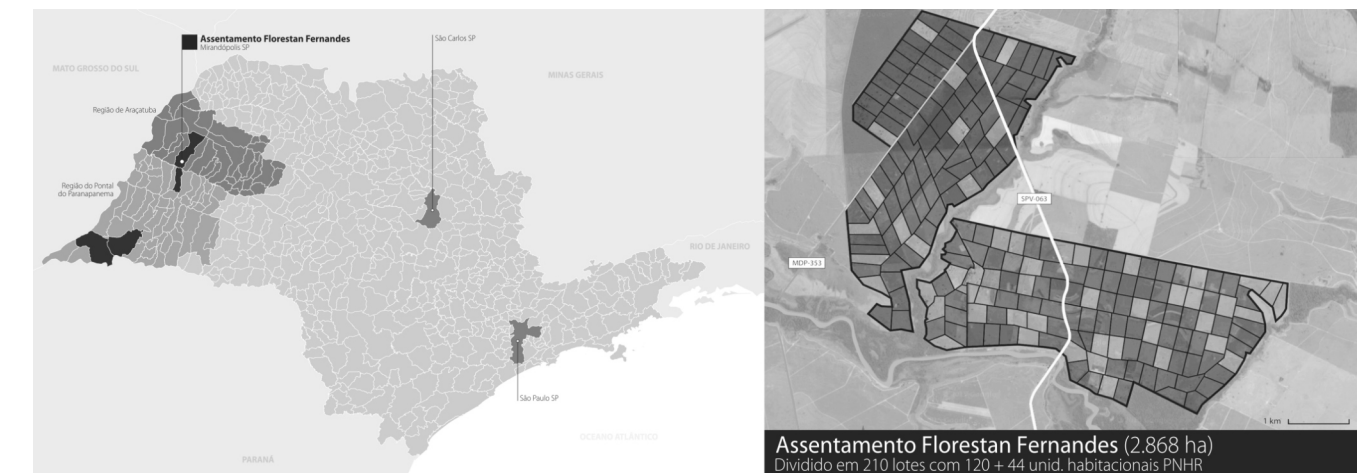 Assentamento Florestan Fernandes
Mirandópolis SP
São Carlos SP
MATO GROSSO DO SUL
MINAS GERAIS
Região de Araçatuba
Região do Pontal
do Paranapanema
RIO DE JANEIRO
São Paulo SP
OCEANO ATLÂNTICO
PARANÁ
SPV-063
MDP-353
1 km
Assentamento Florestan Fernandes (2.868 ha)
Dividido em 210 lotes com 120 + 44 unid. habitacionais PNHR